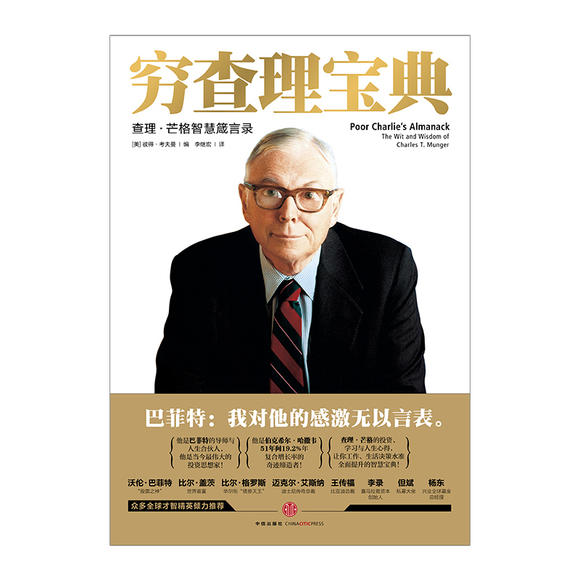 穷查理宝典
查理·芒格智慧箴言录
[美] 彼得·考夫曼 | 编 李继宏 | 译
Poor Charlie's Almanack
The Wit and Wisdom of
Charles T. Munger
巴菲特：我对他的感激无以言表。
他是巴菲特的导师与
人生合伙人，
他是当今最伟大的
投资思想家！
他是伯克希尔·哈撒韦
51年间19.2%年
复合增长率的
奇迹缔造者！
查理·芒格的投资、
学习与人生心得，
让你工作、生活决策水准
全面提升的智慧宝典！
沃伦·巴菲特 比尔·盖茨 比尔·格罗斯 迈克尔·艾斯纳 王传福 李录 但斌 杨东
"股票之神" 世界首富 华尔街"债券天王" 迪士尼传奇总裁 比亚迪总裁 喜马拉雅资本 私募大佬 兴业全球基金
创始人 总经理
众多全球才智精英倾力推荐
中信出版社 CHINACITICPRESS